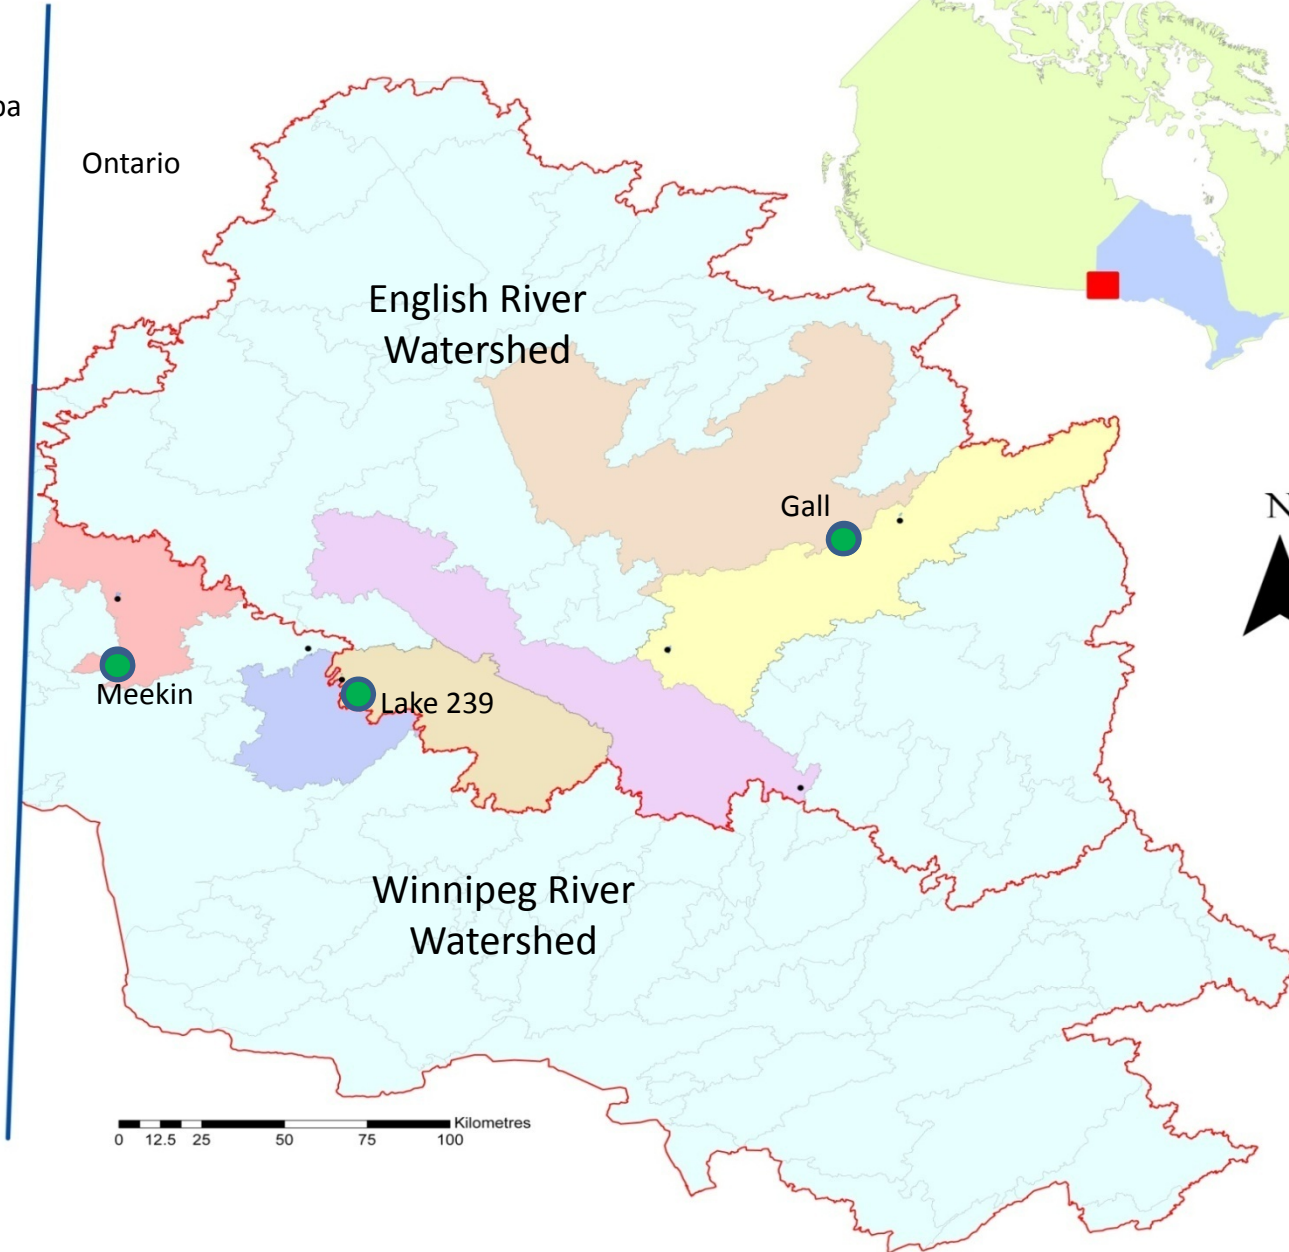 Ontario
English River
Watershed
Gall
N
Meekin
Lake 239
Winnipeg River
Watershed
Kilometres
0 12.5 25 50 75 100